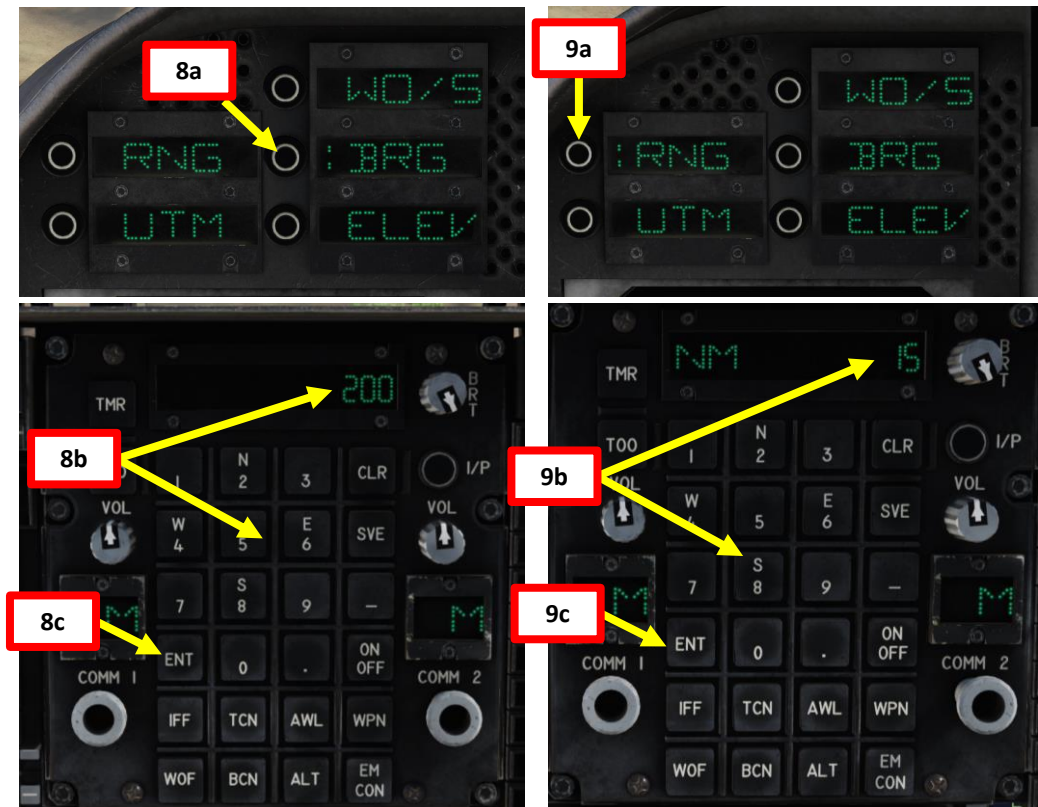 8a
WO/S
RNG
:BRG
UTM
ELEV
9a
WO/S
:RNG
BRG
UTM
ELEV
200
BRT
TMR
8b
1
N 2
3
CLR
I/P
VOL
W 4
5
E 6
SVE
VOL
8c
M
7
S 8
9
–
M
ENT
0
.
ON OFF
COMM 1
COMM 2
IFF
TCN
AWL
WPN
WOF
BCN
ALT
EM CON
NM 15
BRT
TMR
9b
TOO
1
N 2
3
CLR
I/P
VOL
W 4
5
E 6
SVE
VOL
9c
M
7
S 8
9
–
M
ENT
0
.
ON OFF
COMM 1
COMM 2
IFF
TCN
AWL
WPN
WOF
BCN
ALT
EM CON